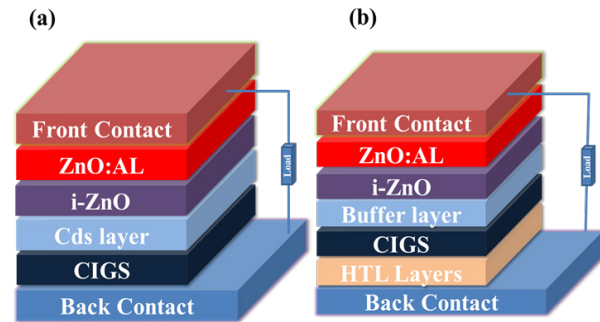 (a)
Front Contact
ZnO:AL
i-ZnO
Cds layer
CIGS
Back Contact
Load
(b)
Front Contact
ZnO:AL
i-ZnO
Buffer layer
CIGS
HTL Layers
Back Contact
Load